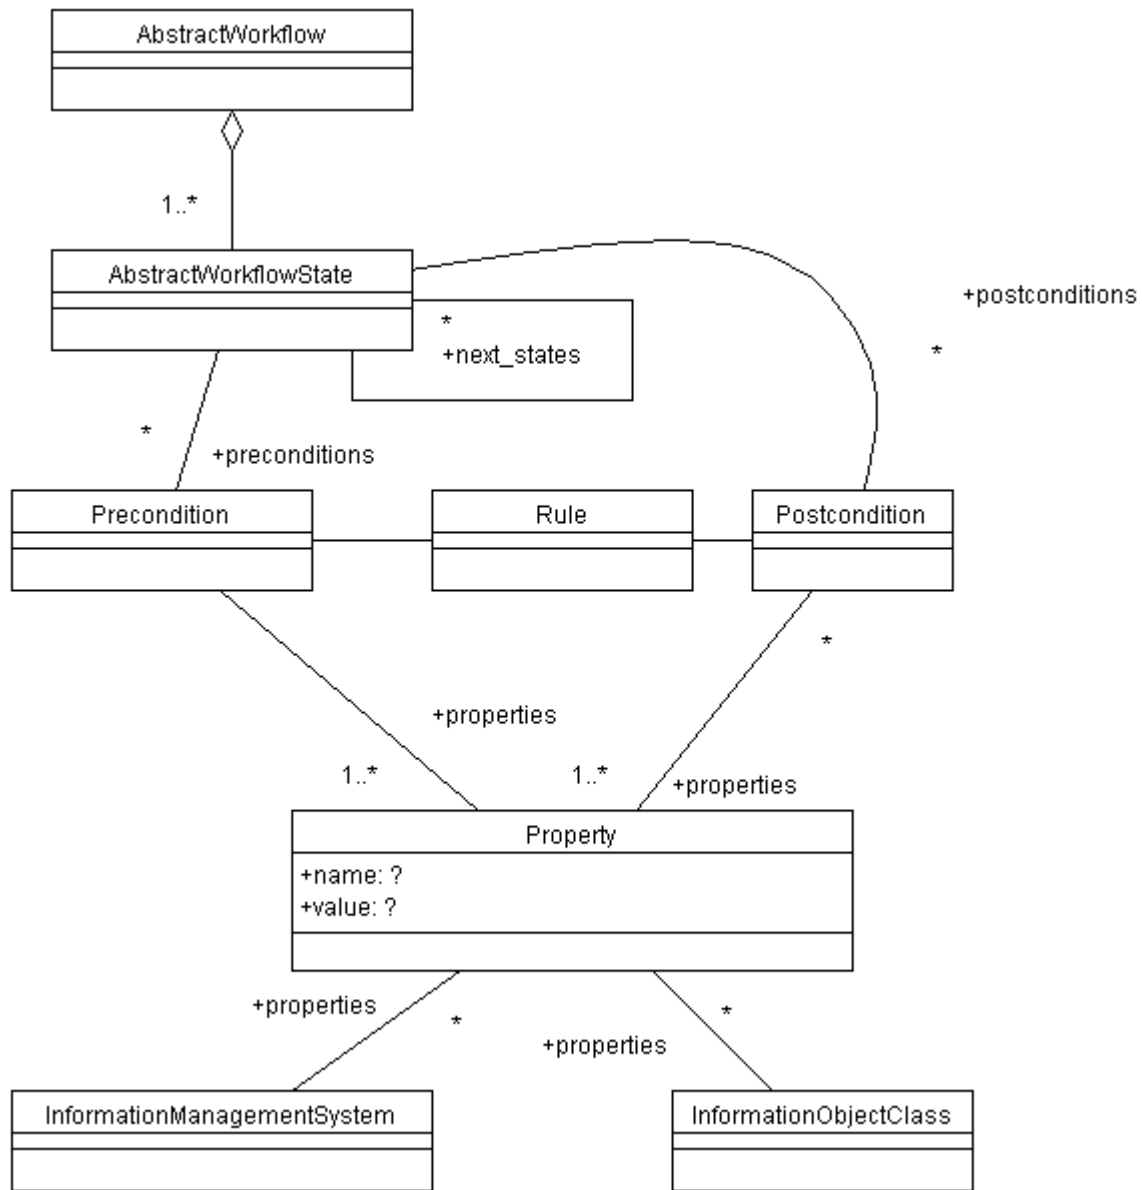 AbstractWorkflow
1..*
AbstractWorkflowState
+postconditions
*
+next_states
*
*
+preconditions
Precondition
Rule
Postcondition
*
+properties
1..*
1..*
+properties
Property
+name: ?
+value: ?
+properties
*
*
+properties
InformationManagementSystem
InformationObjectClass